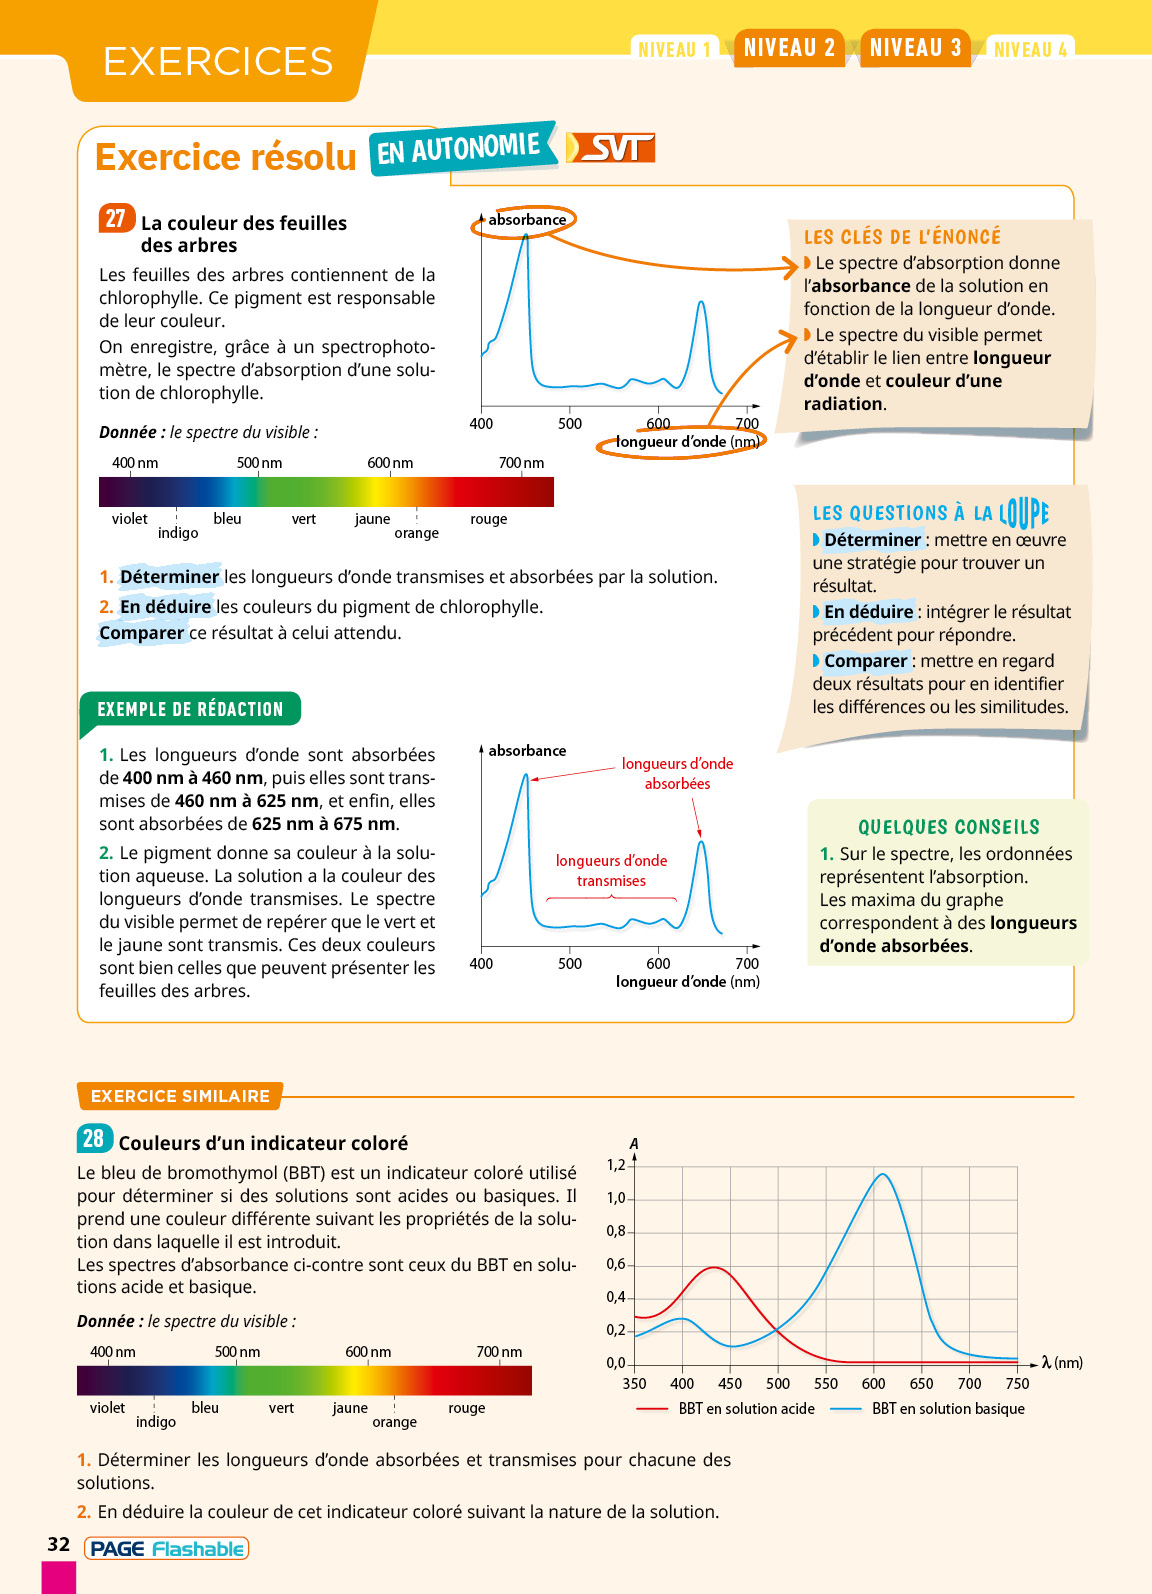 EXERCICES
NIVEAU 1
NIVEAU 2
NIVEAU 3
NIVEAU 4
Exercice résolu
EN AUTONOMIE
SVT
27 La couleur des feuilles
des arbres
Les feuilles des arbres contiennent de la
chlorophylle. Ce pigment est responsable
de leur couleur.
On enregistre, grâce à un spectrophoto-
mètre, le spectre d'absorption d'une solu-
tion de chlorophylle.
Donnée : le spectre du visible :
400 nm 500 nm 600 nm 700 nm
violet bleu vert jaune rouge
indigo orange
absorbance
400 500 600 700
longueur d'onde (nm)
LES CLÉS DE L'ÉNONCÉ
Le spectre d'absorption donne
l'absorbance de la solution en
fonction de la longueur d'onde.
Le spectre du visible permet
d'établir le lien entre longueur
d'onde et couleur d'une
radiation.
1. Déterminer les longueurs d'onde transmises et absorbées par la solution.
2. En déduire les couleurs du pigment de chlorophylle.
Comparer ce résultat à celui attendu.
LES QUESTIONS À LA LOUPE
Déterminer : mettre en œuvre
une stratégie pour trouver un
résultat.
En déduire : intégrer le résultat
précédent pour répondre.
Comparer : mettre en regard
deux résultats pour en identifier
les différences ou les similitudes.
EXEMPLE DE RÉDACTION
1. Les longueurs d'onde sont absorbées
de 400 nm à 460 nm, puis elles sont trans-
mises de 460 nm à 625 nm, et enfin, elles
sont absorbées de 625 nm à 675 nm.
2. Le pigment donne sa couleur à la solu-
tion aqueuse. La solution a la couleur des
longueurs d'onde transmises. Le spectre
du visible permet de repérer que le vert et
le jaune sont transmis. Ces deux couleurs
sont bien celles que peuvent présenter les
feuilles des arbres.
absorbance
longueurs d'onde
absorbées
longueurs d'onde
transmises
400 500 600 700
longueur d'onde (nm)
QUELQUES CONSEILS
1. Sur le spectre, les ordonnées
représentent l'absorption.
Les maxima du graphe
correspondent à des longueurs
d'onde absorbées.
EXERCICE SIMILAIRE
28 Couleurs d'un indicateur coloré
Le bleu de bromothymol (BBT) est un indicateur coloré utilisé
pour déterminer si des solutions sont acides ou basiques. Il
prend une couleur différente suivant les propriétés de la solu-
tion dans laquelle il est introduit.
Les spectres d'absorbance ci-contre sont ceux du BBT en solu-
tions acide et basique.
Donnée : le spectre du visible :
400 nm 500 nm 600 nm 700 nm
violet bleu vert jaune rouge
indigo orange
A
1,2
1,0
0,8
0,6
0,4
0,2
0,0
λ (nm)
350 400 450 500 550 600 650 700 750
BBT en solution acide BBT en solution basique
1. Déterminer les longueurs d'onde absorbées et transmises pour chacune des
solutions.
2. En déduire la couleur de cet indicateur coloré suivant la nature de la solution.
32 PAGE Flashable